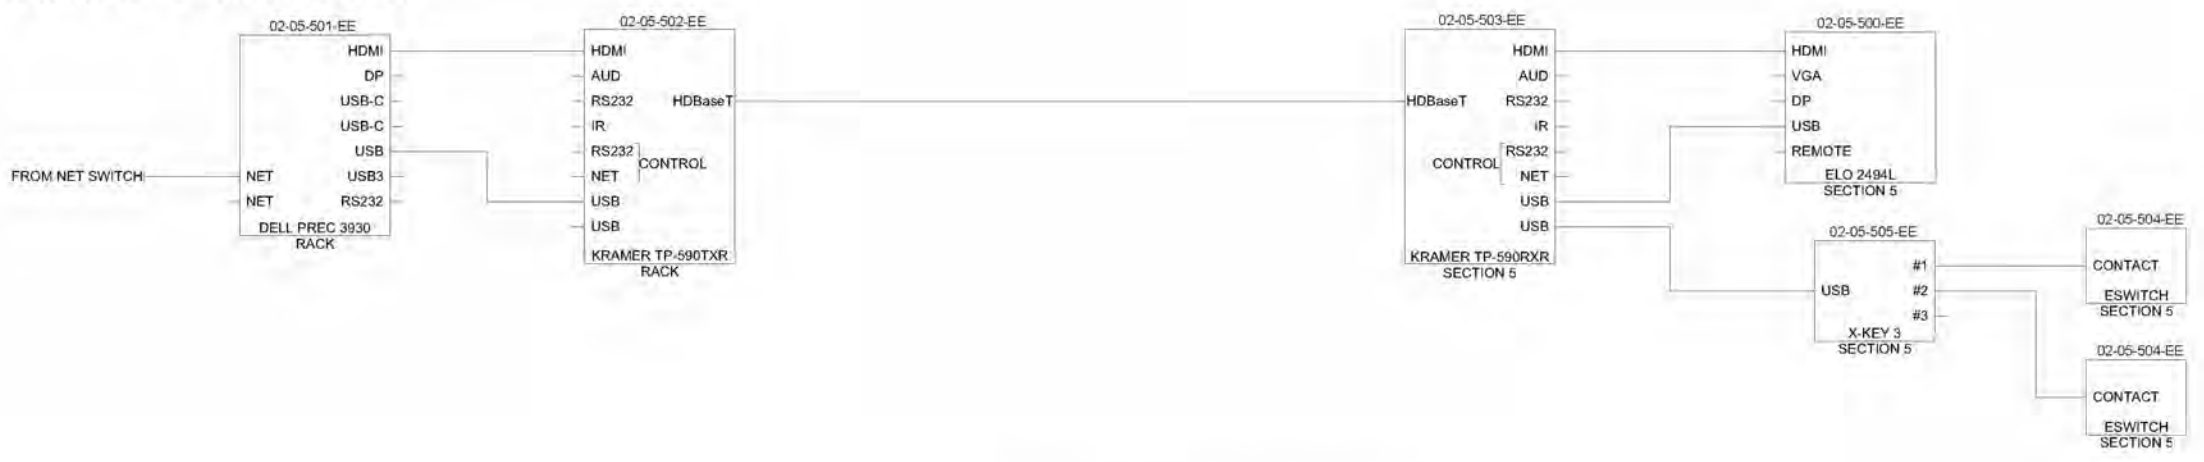 02-05-501-EE
HDMI
DP
USB-C
USB-C
USB
USB3
RS232
FROM NET SWITCH
NET
NET
DELL PREC 3930
RACK
02-05-502-EE
HDMI
AUD
RS232
HDBaseT
IR
RS232
CONTROL
NET
USB
USB
KRAMER TP-590TXR
RACK
02-05-503-EE
HDMI
AUD
HDBaseT
RS232
IR
RS232
CONTROL
NET
USB
USB
KRAMER TP-590RXR
SECTION 5
02-05-500-EE
HDMI
VGA
DP
USB
REMOTE
ELO 2494L
SECTION 5
02-05-505-EE
#1
USB
#2
#3
X-KEY 3
SECTION 5
02-05-504-EE
CONTACT
ESWITCH
SECTION 5
02-05-504-EE
CONTACT
ESWITCH
SECTION 5